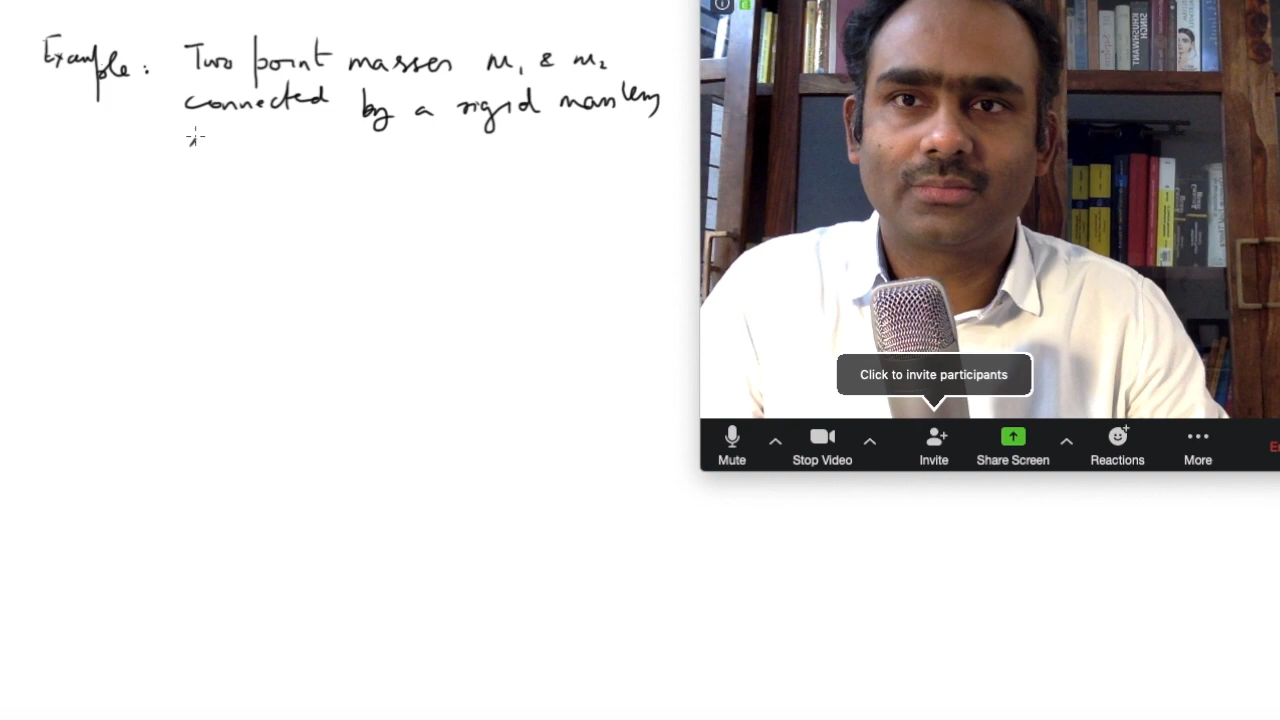 Example: Two point masses m₁ & m₂
connected by a rigid massless
Click to invite participants
Mute
Stop Video
Invite
Share Screen
Reactions
More